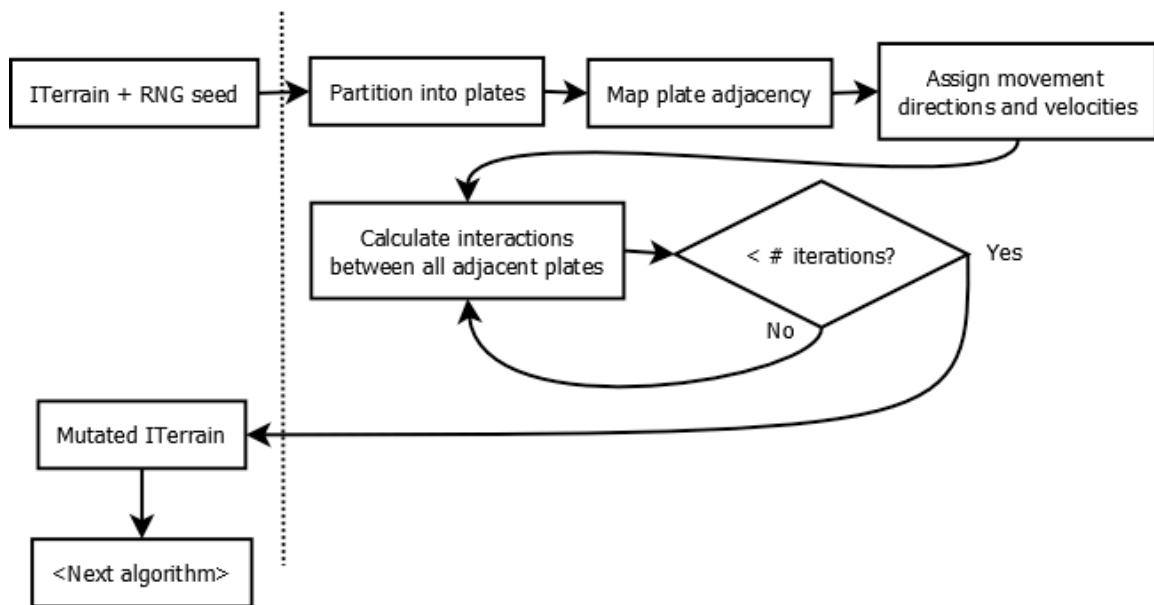 ITerrain + RNG seed
Partition into plates
Map plate adjacency
Assign movement
directions and velocities
Calculate interactions
between all adjacent plates
< # iterations?
Yes
No
Mutated ITerrain
<Next algorithm>